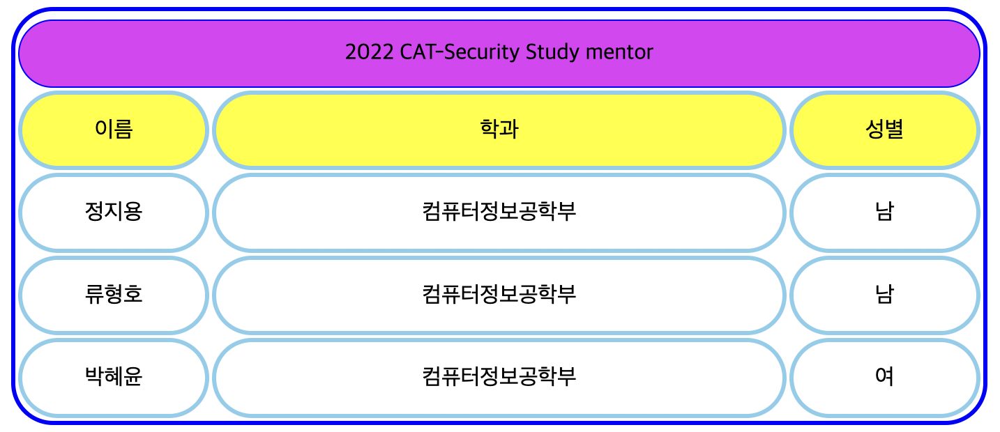 2022 CAT-Security Study mentor
이름 학과 성별
정지용 컴퓨터정보공학부 남
류형호 컴퓨터정보공학부 남
박혜윤 컴퓨터정보공학부 여